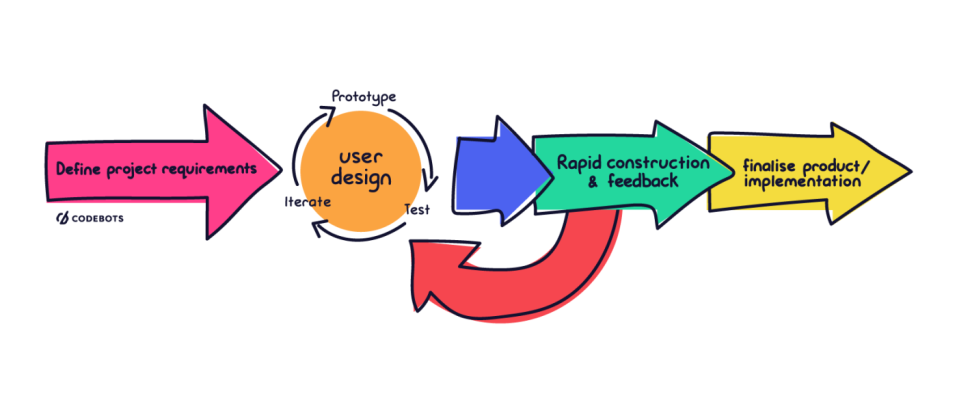 Define project requirements
CODEBOTS
Prototype
user
design
Iterate
Test
Rapid construction
& feedback
finalise product/
implementation